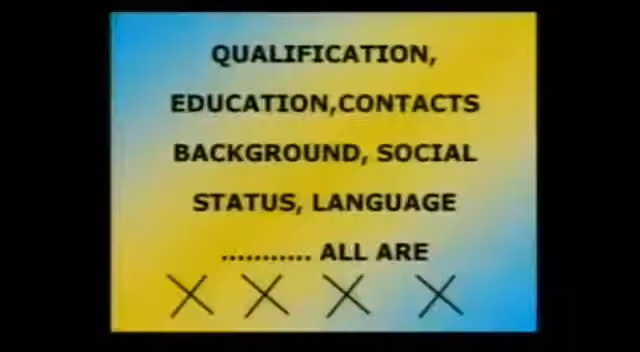 QUALIFICATION,
EDUCATION,CONTACTS
BACKGROUND, SOCIAL
STATUS, LANGUAGE
........... ALL ARE
X X X X